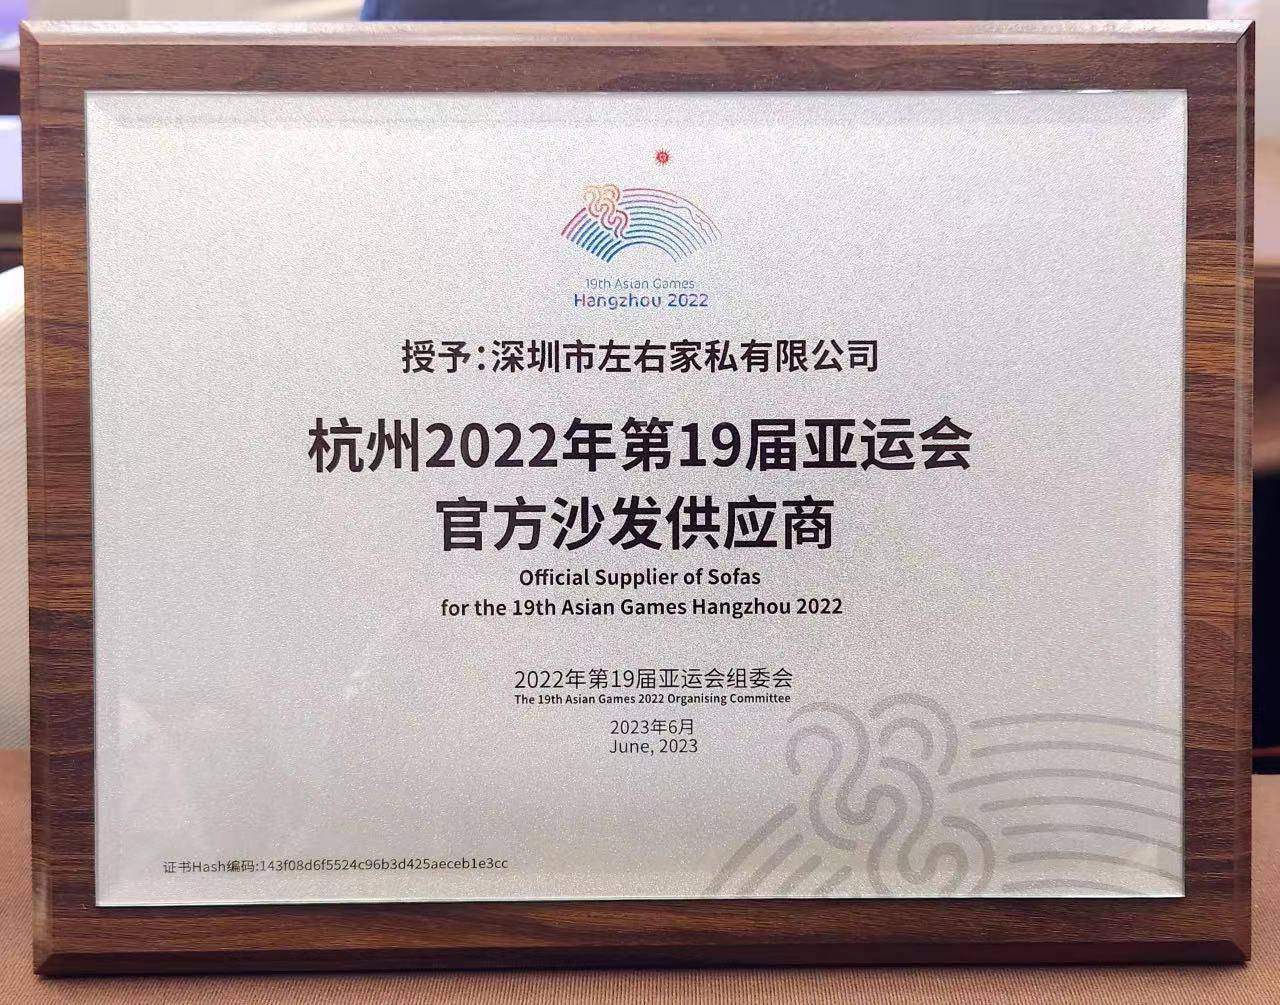 19th Asian Games
Hangzhou 2022
授予：深圳市左右家私有限公司
杭州2022年第19届亚运会
官方沙发供应商
Official Supplier of Sofas
for the 19th Asian Games Hangzhou 2022
2022年第19届亚运会组委会
The 19th Asian Games 2022 Organising Committee
2023年6月
June, 2023
证书Hash编码:143f08d6f5524c96b3d425aeceb1e3cc